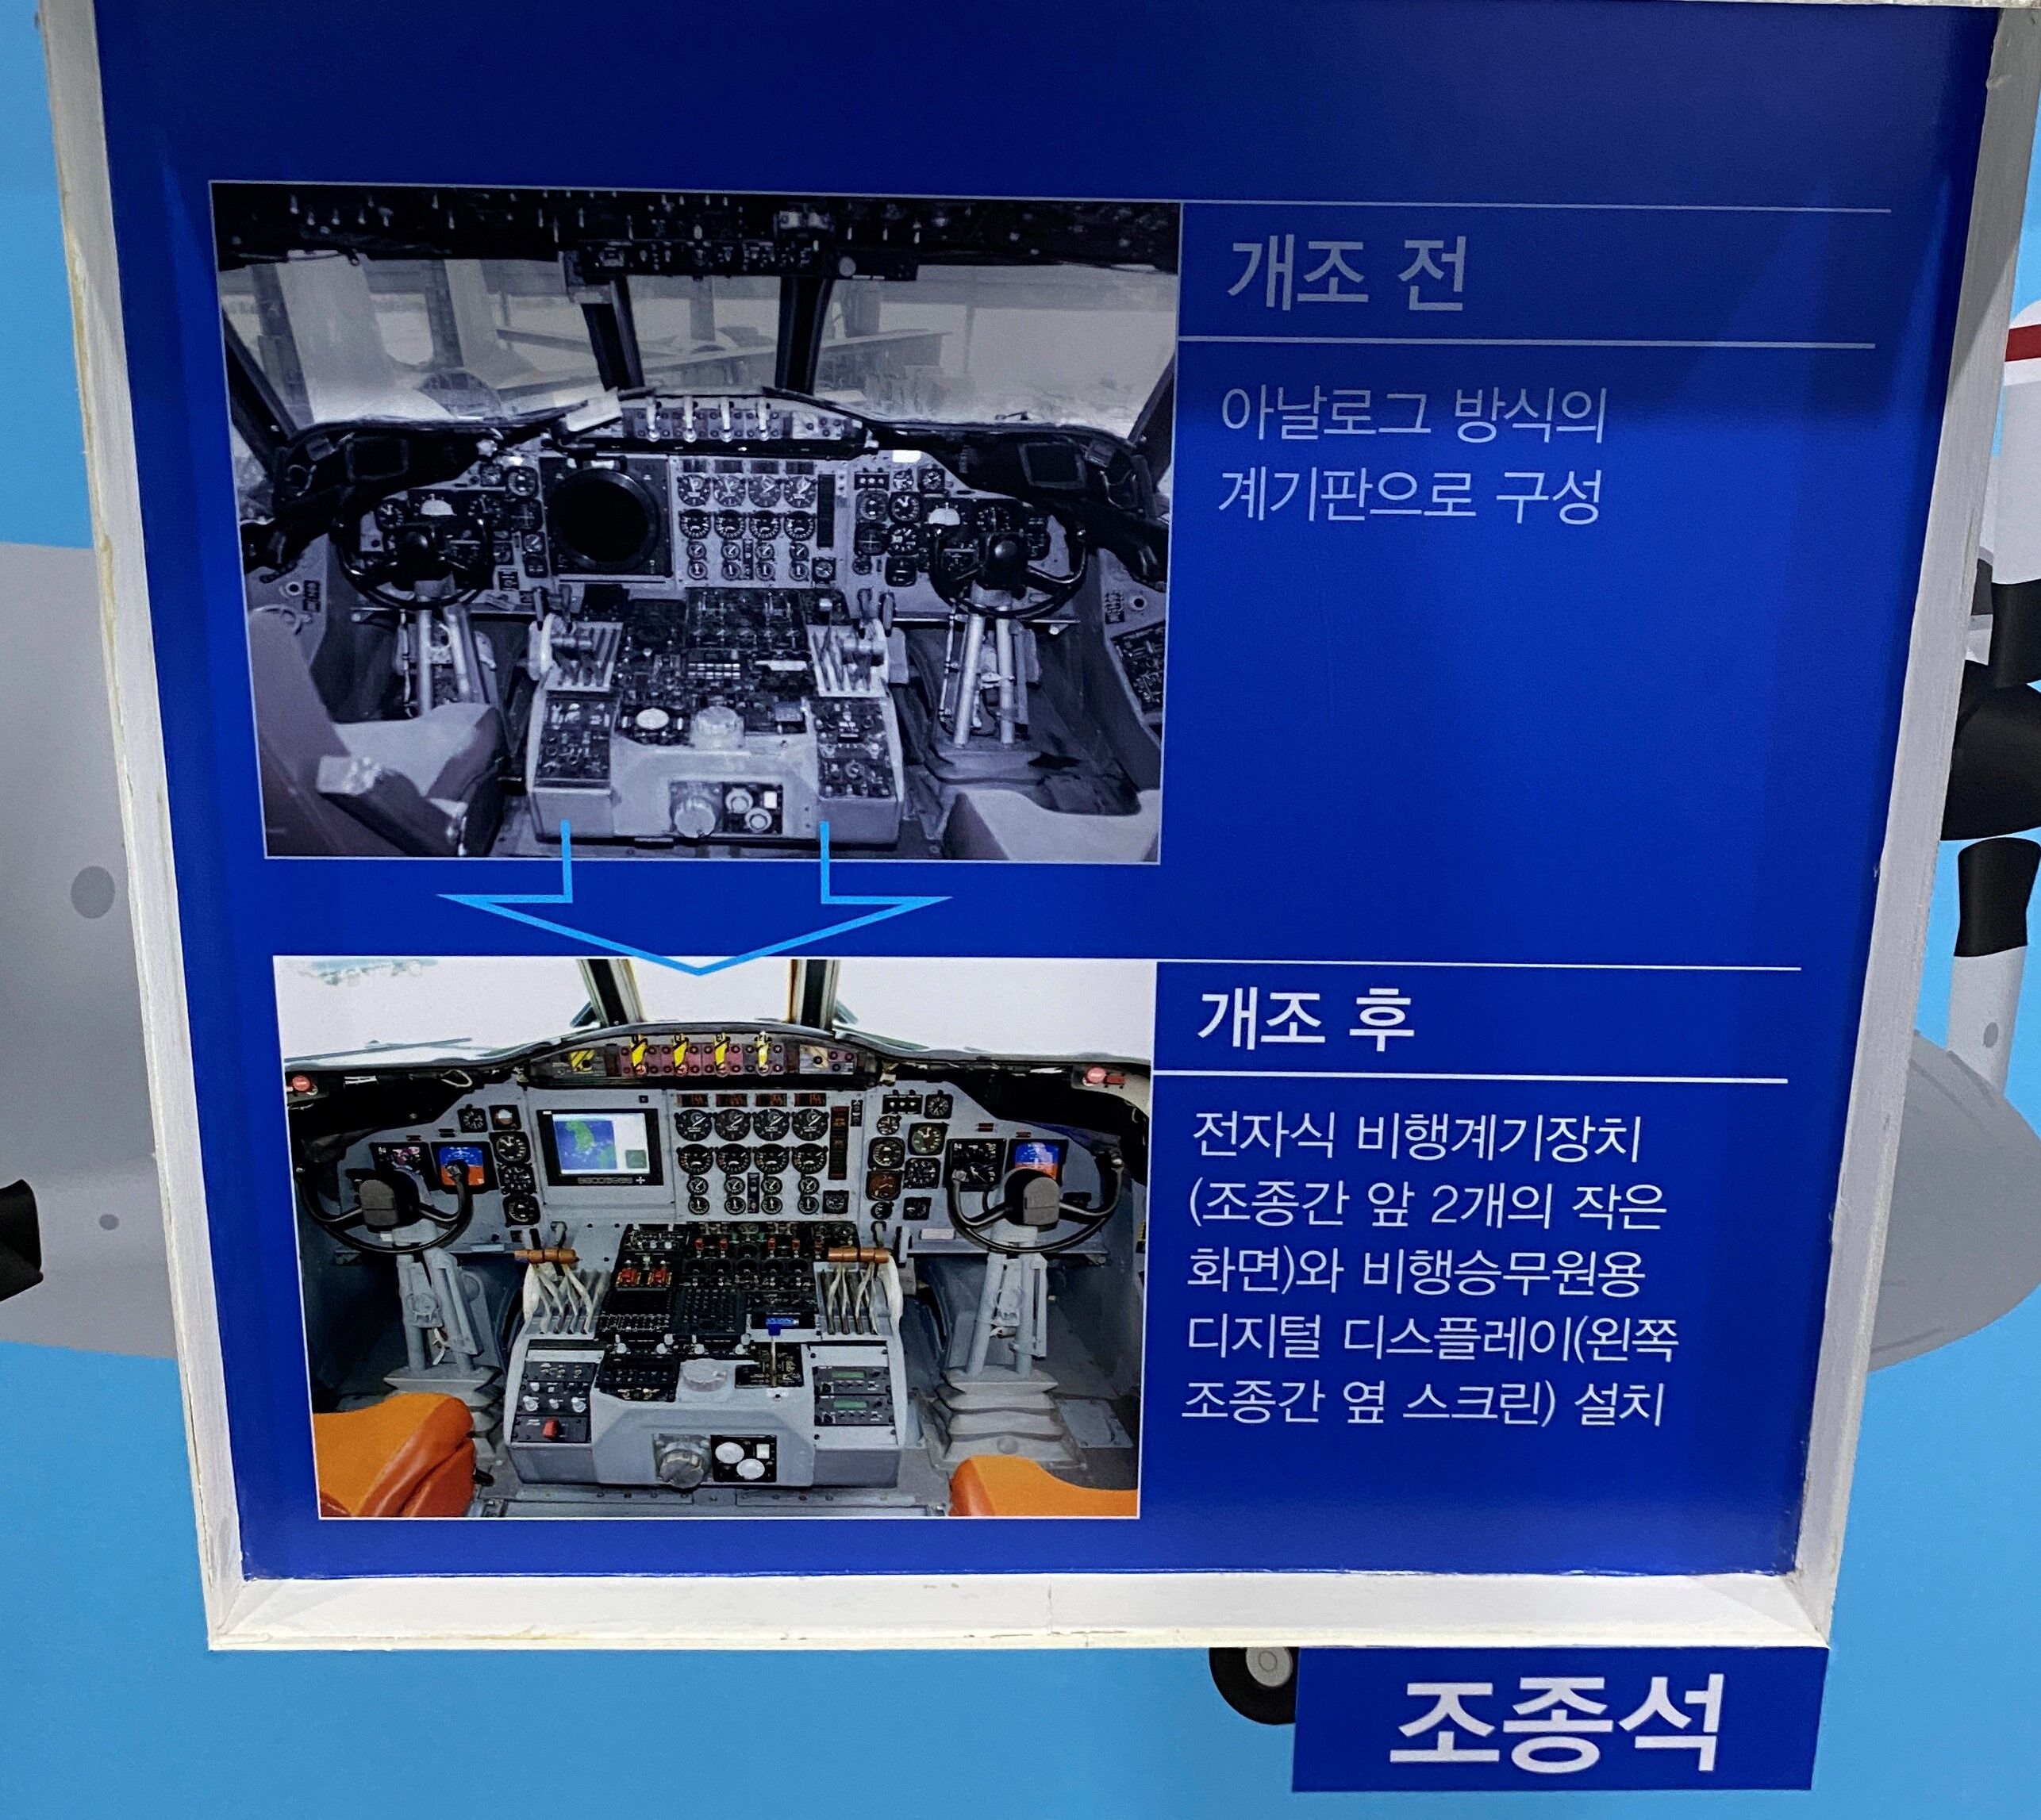 개조 전
아날로그 방식의
계기판으로 구성
개조 후
전자식 비행계기장치
(조종간 앞 2개의 작은
화면)와 비행승무원용
디지털 디스플레이(왼쪽
조종간 옆 스크린) 설치
조종석